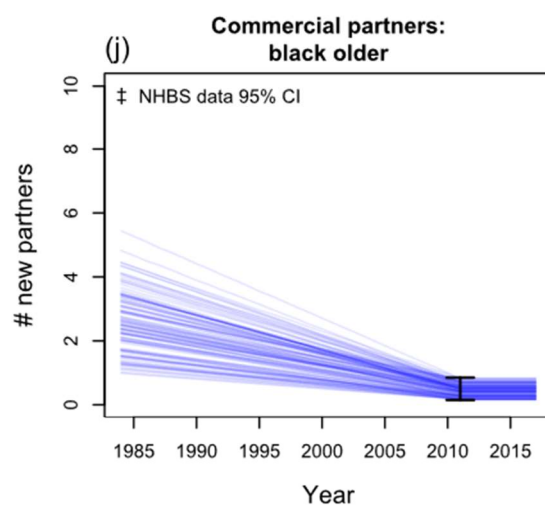 Commercial partners:
black older
(j)
‡ NHBS data 95% CI
# new partners
10
8
6
4
2
0
1985 1990 1995 2000 2005 2010 2015
Year